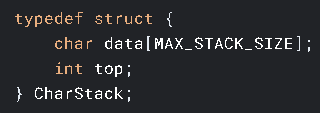 typedef struct {
    char data[MAX_STACK_SIZE];
    int top;
} CharStack;